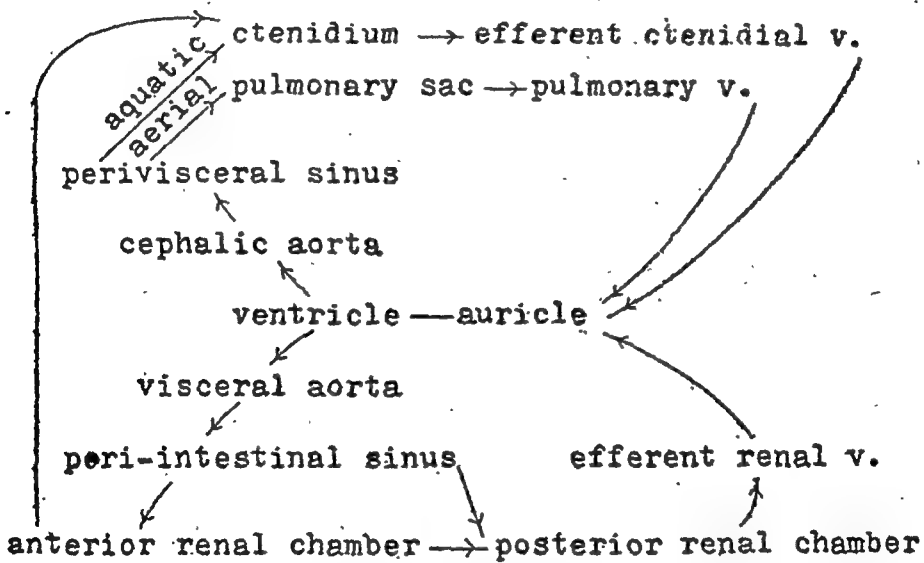 ctenidium → efferent ctenidial v.
aquatic
pulmonary sac → pulmonary v.
aerial
perivisceral sinus
cephalic aorta
ventricle — auricle
visceral aorta
peri-intestinal sinus efferent renal v.
anterior renal chamber → posterior renal chamber